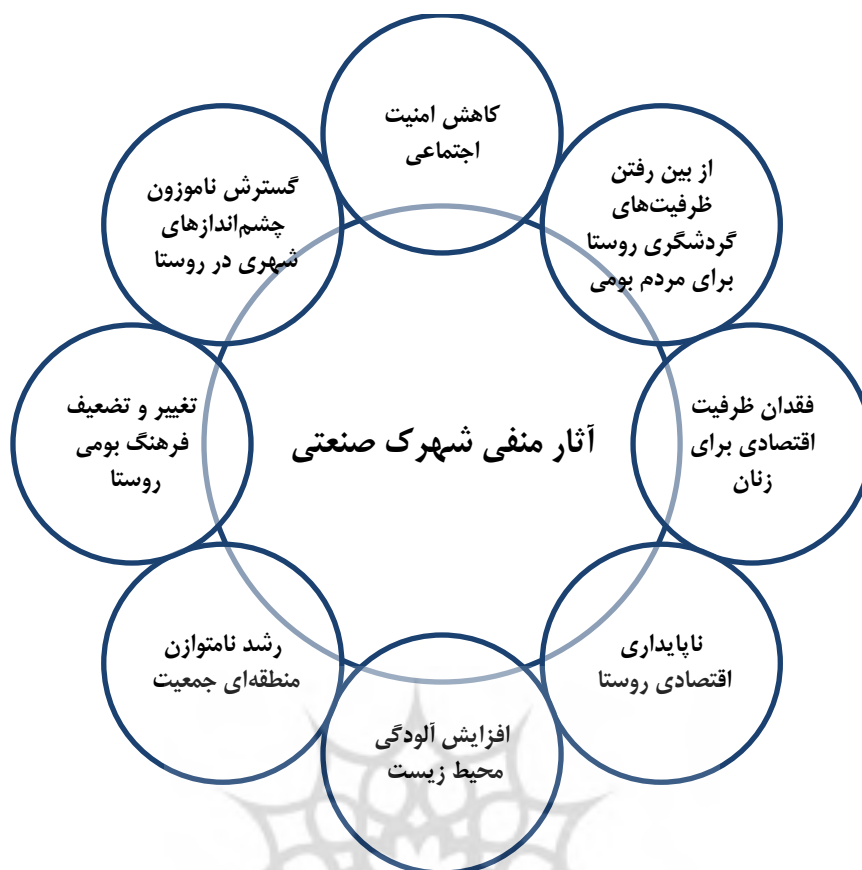 کاهش امنیت
اجتماعی
از بین رفتن
ظرفیت‌های
گردشگری روستا
برای مردم بومی
فقدان ظرفیت
اقتصادی برای
زنان
ناپایداری
اقتصادی روستا
افزایش آلودگی
محیط زیست
رشد نامتوازن
منطقه‌ای جمعیت
تغییر و تضعیف
فرهنگ بومی
روستا
گسترش ناموزون
چشم‌اندازهای
شهری در روستا
آثار منفی شهرک صنعتی